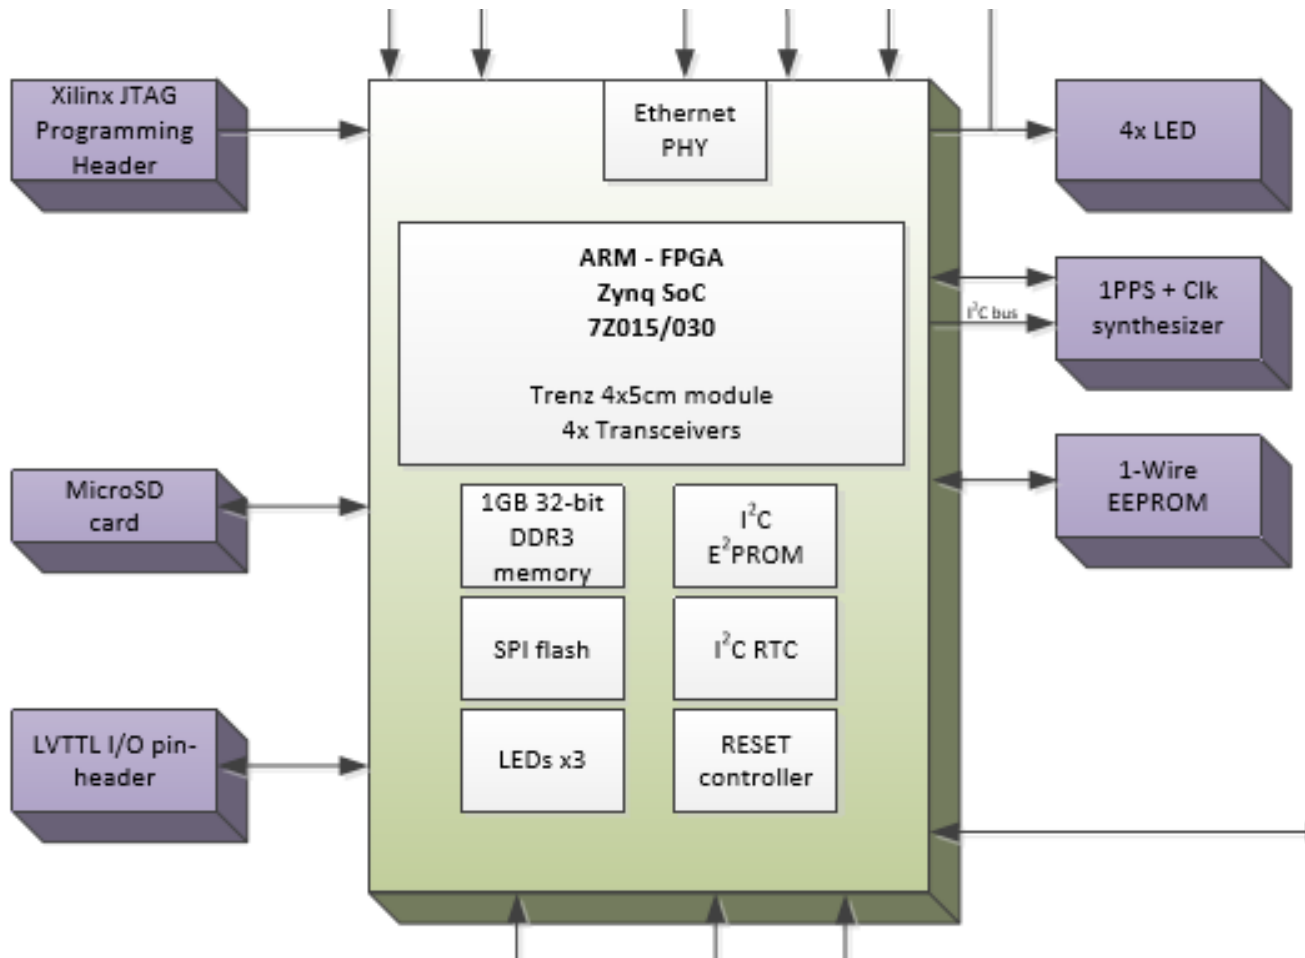 Xilinx JTAG
Programming
Header
Ethernet
PHY
4x LED
ARM - FPGA
Zynq SoC
7Z015/030
Trenz 4x5cm module
4x Transceivers
I²C bus
1PPS + Clk
synthesizer
MicroSD
card
1GB 32-bit
DDR3
memory
I²C
E²PROM
1-Wire
EEPROM
SPI flash
I²C RTC
LVTTL I/O pin-
header
LEDs x3
RESET
controller